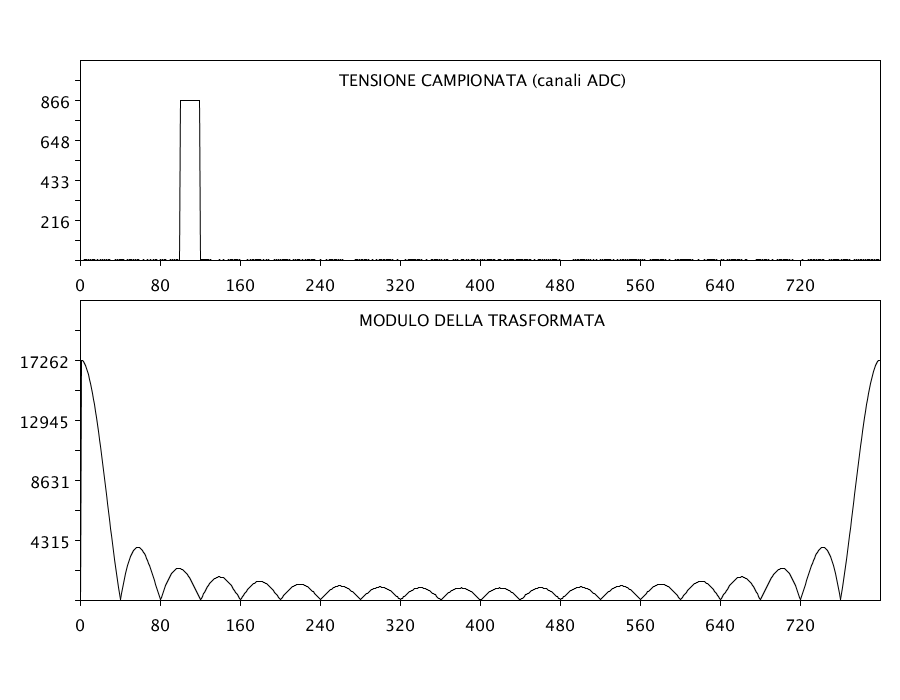 TENSIONE CAMPIONATA (canali ADC)
866
648
433
216
0 80 160 240 320 400 480 560 640 720
MODULO DELLA TRASFORMATA
17262
12945
8631
4315
0 80 160 240 320 400 480 560 640 720